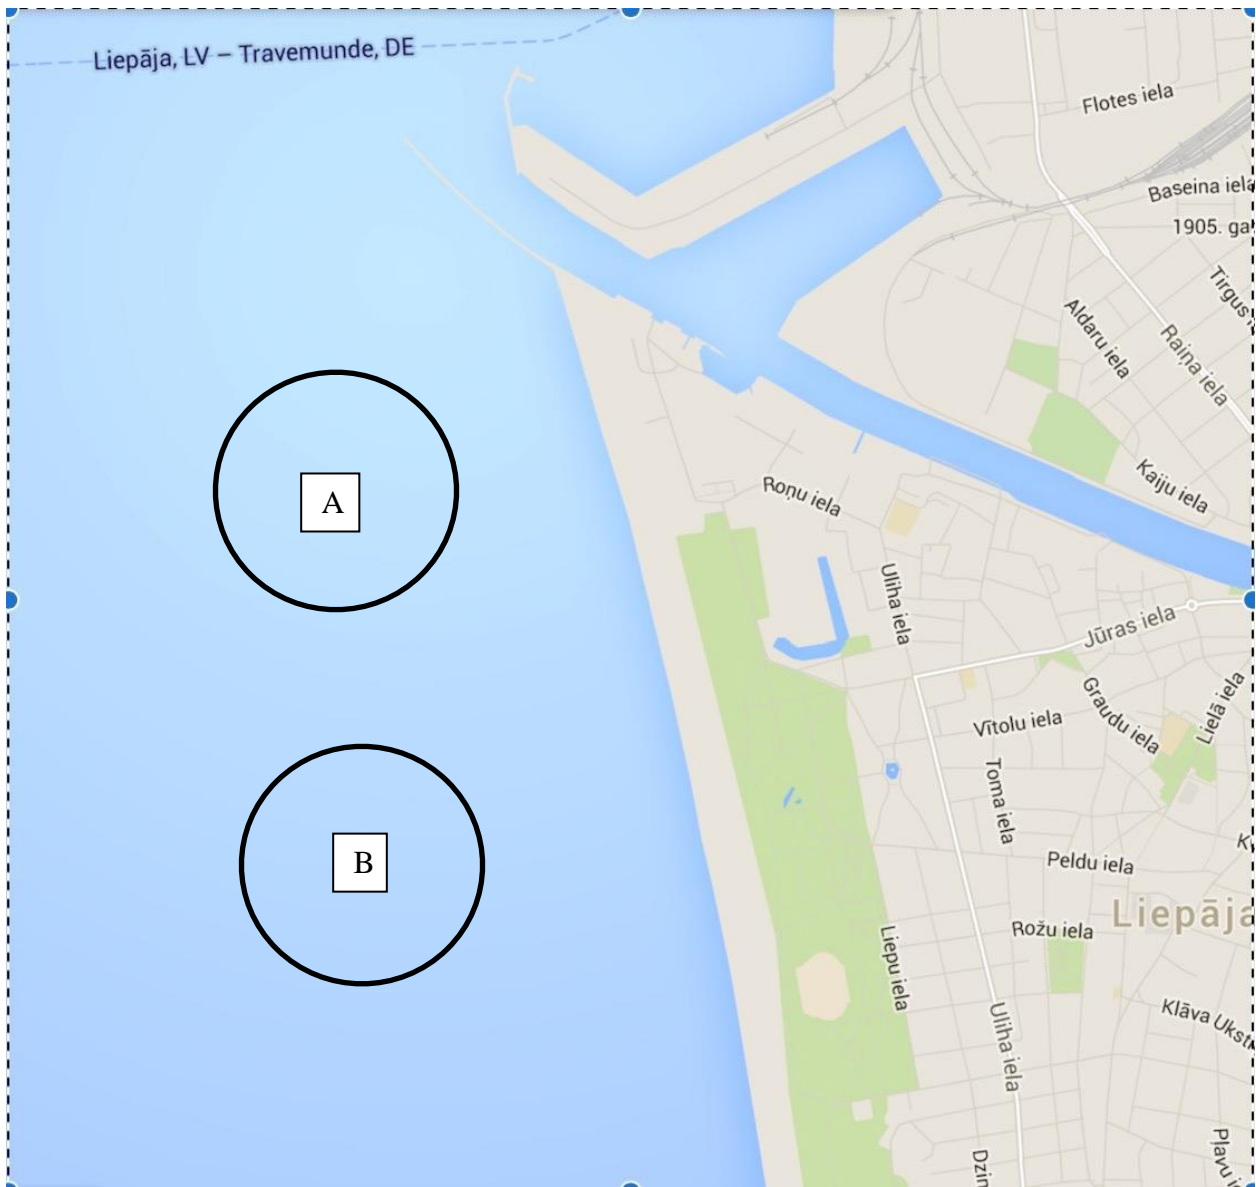 Liepāja, LV – Travemunde, DE
Flotes iela
Baseina iela
1905. ga
Tirgus
Aldaru iela
Raiņa iela
Kaiju iela
A
Roņu iela
Uliha iela
Jūras iela
Graudu iela
Lielā iela
Vītolu iela
Toma iela
B
Peldu iela
Liepāja
Rožu iela
Liepu iela
Uliha iela
Klāva Ukst
Pļavu i
Dzin